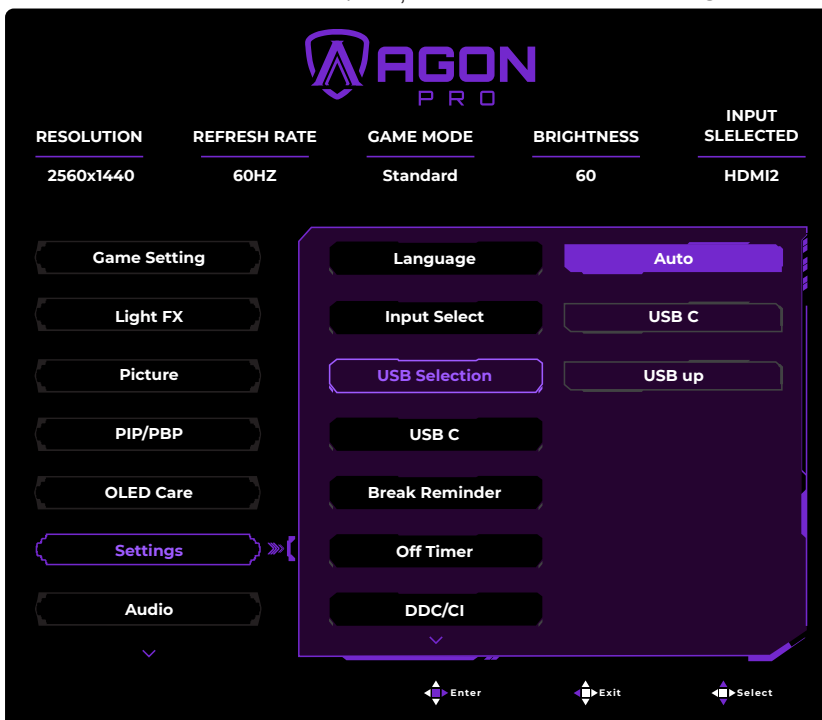 AGON
PRO
RESOLUTION REFRESH RATE GAME MODE BRIGHTNESS INPUT SLELECTED
2560x1440 60HZ Standard 60 HDMI2
Game Setting Language Auto
Light FX Input Select USB C
Picture USB Selection USB up
PIP/PBP USB C
OLED Care Break Reminder
Settings Off Timer
Audio DDC/CI
Enter Exit Select